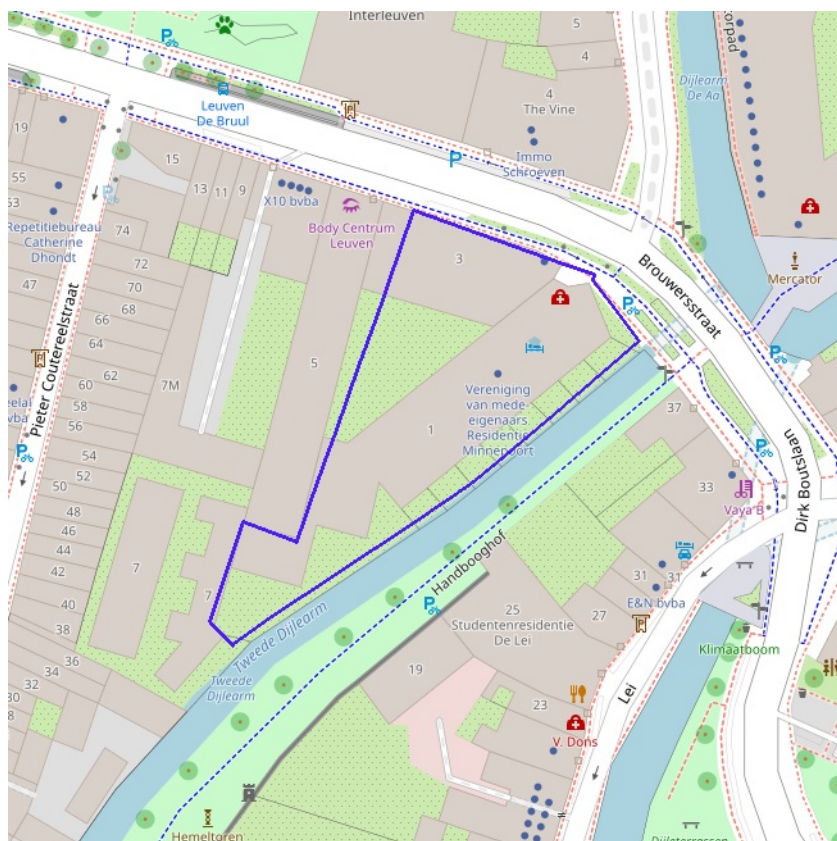 Interleuven
5
4
4
The Vine
torpad
Dijlearm
De Aa
Leuven
De Bruul
P
Immo
Schroeven
19
15
13
11
9
X10 bvba
Body Centrum
Leuven
55
53
Repetitiebureau
Catherine
Dhondt
47
74
72
70
68
66
64
62
60
58
56
54
52
50
48
46
44
42
40
38
36
34
32
30
3
5
7M
1
7
7
Brouwersstraat
Mercator
Pieter Coutereelstraat
Vereniging
van mede-
eigenaars
Residentie
Minnepoort
37
33
Vaya B
Dirk Boutslaan
31
31
E&N bvba
27
25
Studentenresidentie
De Lei
19
23
Handbooghof
Tweede Dijlearm
Tweede
Dijlearm
Klimaatboom
Lei
V. Dons
Hemeltoren
Dijleterrassen